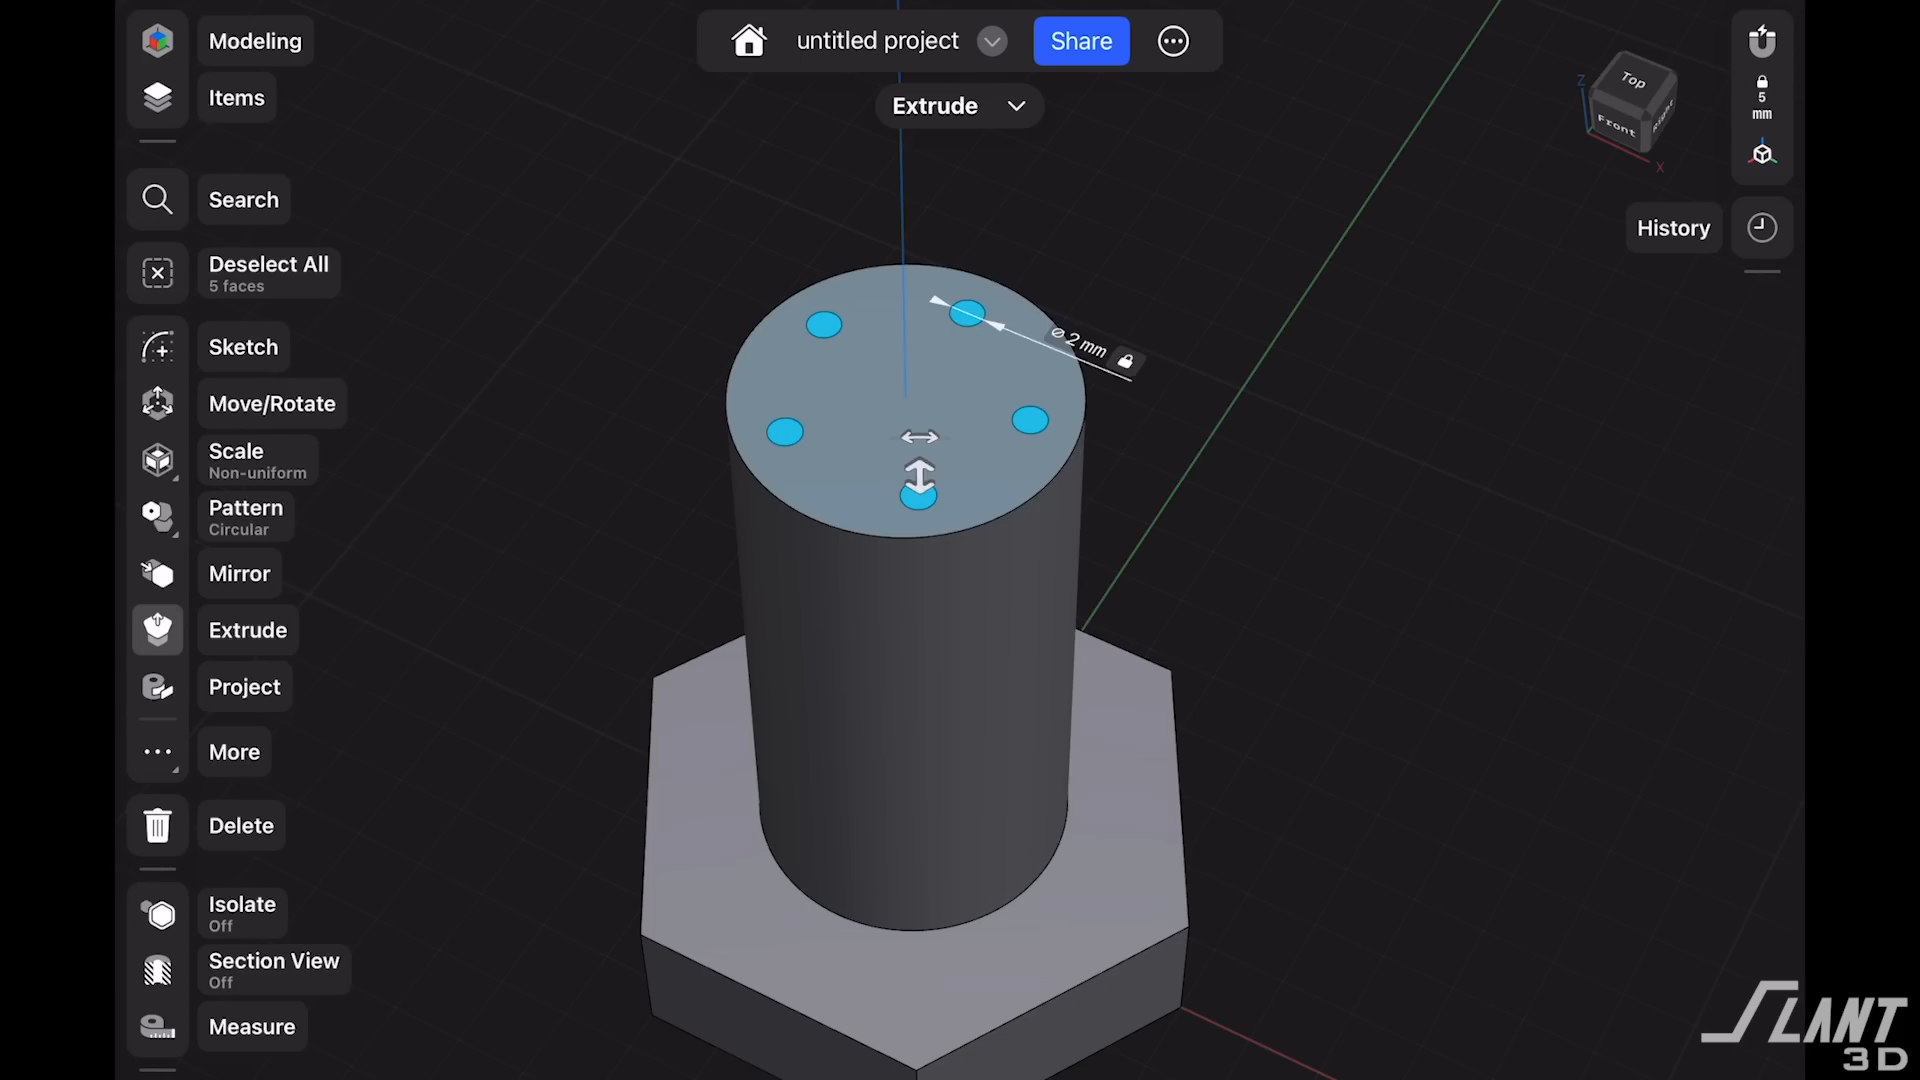 Modeling
Items
Search
Deselect All
5 faces
Sketch
Move/Rotate
Scale
Non-uniform
Pattern
Circular
Mirror
Extrude
Project
More
Delete
Isolate
Off
Section View
Off
Measure
untitled project
Share
Extrude
⌀ 2 mm
Top
Front
Right
Z
X
5
mm
History
SLANT
3D